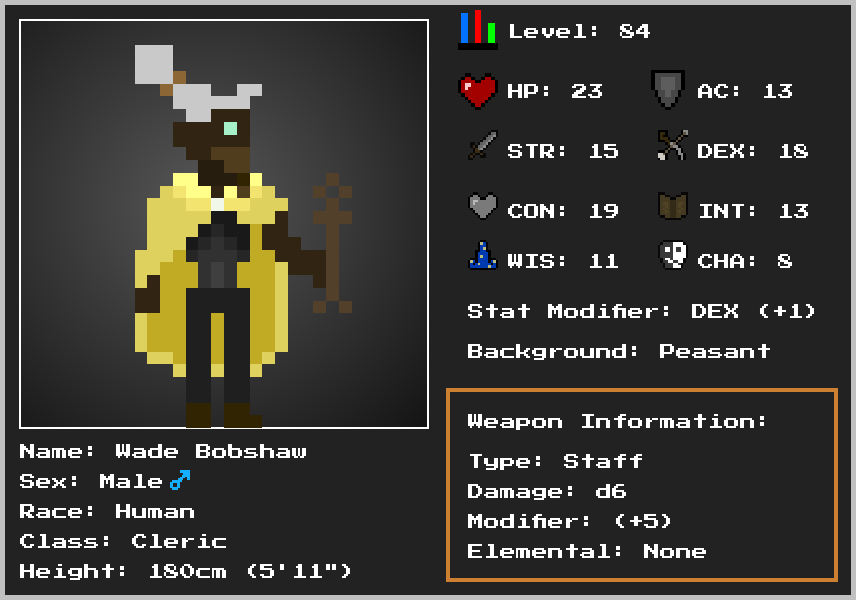 Level: 84
HP: 23 AC: 13
STR: 15 DEX: 18
CON: 19 INT: 13
WIS: 11 CHA: 8
Stat Modifier: DEX (+1)
Background: Peasant
Weapon Information:
Type: Staff
Damage: d6
Modifier: (+5)
Elemental: None
Name: Wade Bobshaw
Sex: Male♂
Race: Human
Class: Cleric
Height: 180cm (5'11")